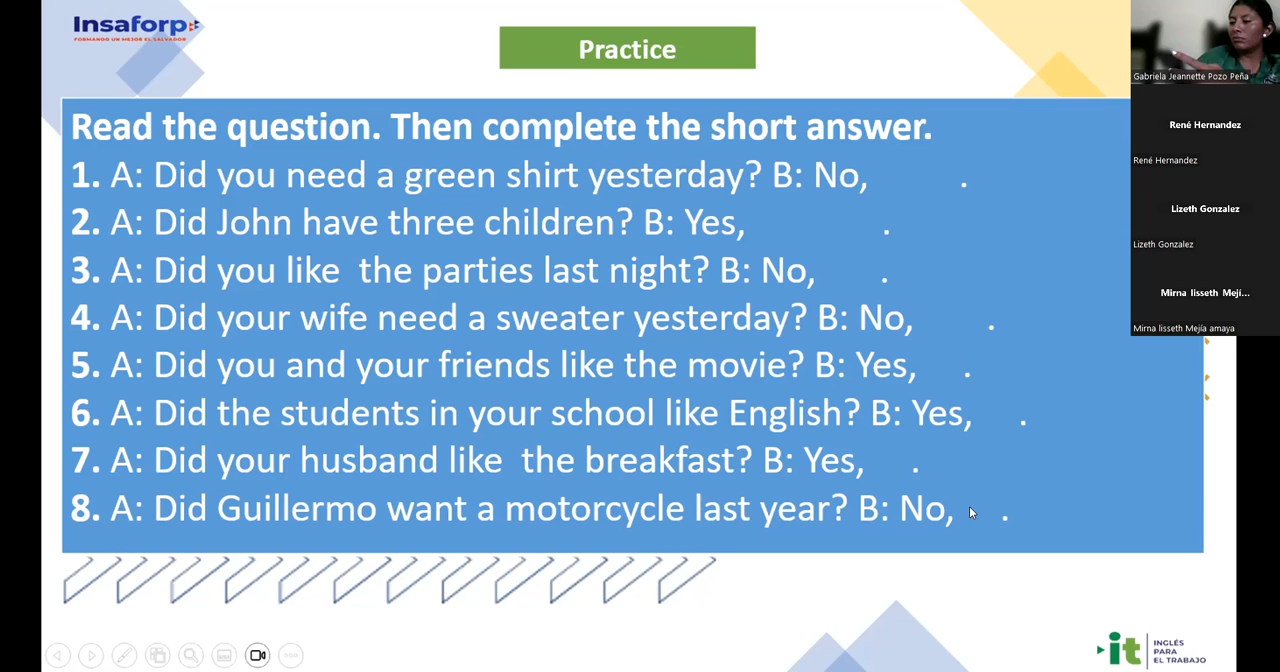 Insaforp
FORMANDO UN MEJOR EL SALVADOR
Practice
Read the question. Then complete the short answer.
1. A: Did you need a green shirt yesterday? B: No, .
2. A: Did John have three children? B: Yes, .
3. A: Did you like the parties last night? B: No, .
4. A: Did your wife need a sweater yesterday? B: No, .
5. A: Did you and your friends like the movie? B: Yes, .
6. A: Did the students in your school like English? B: Yes, .
7. A: Did your husband like the breakfast? B: Yes, .
8. A: Did Guillermo want a motorcycle last year? B: No, .
Gabriela Jeannette Pozo Peña
René Hernandez
René Hernandez
Lizeth Gonzalez
Lizeth Gonzalez
Mirna lisseth Mejí...
Mirna lisseth Mejía amaya
it
INGLÉS
PARA
EL TRABAJO